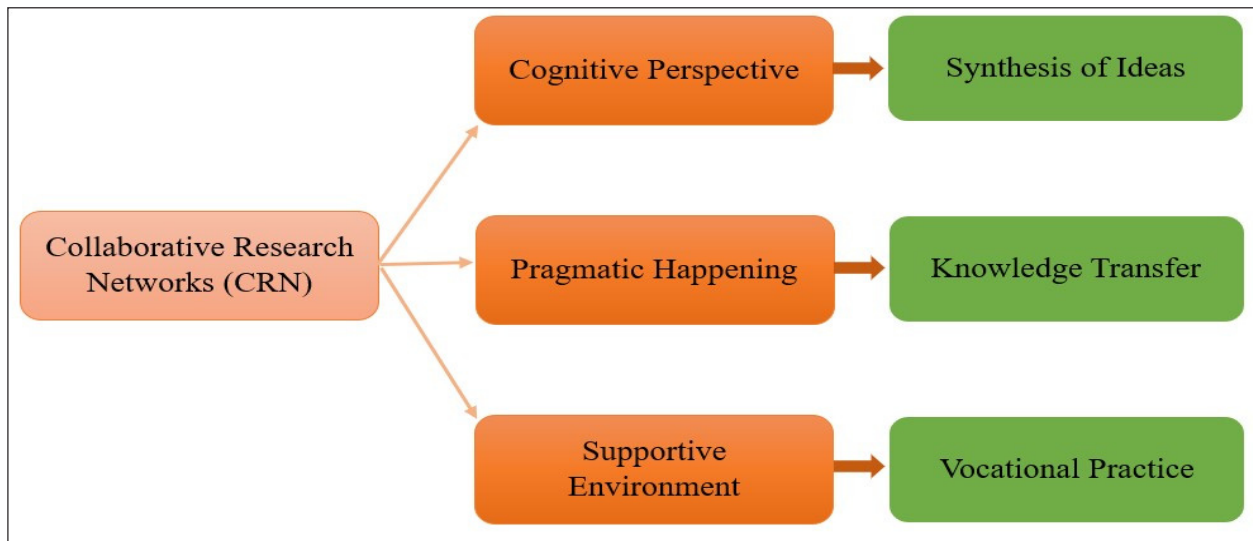 Cognitive Perspective
Synthesis of Ideas
Collaborative Research
Networks (CRN)
Pragmatic Happening
Knowledge Transfer
Supportive
Environment
Vocational Practice